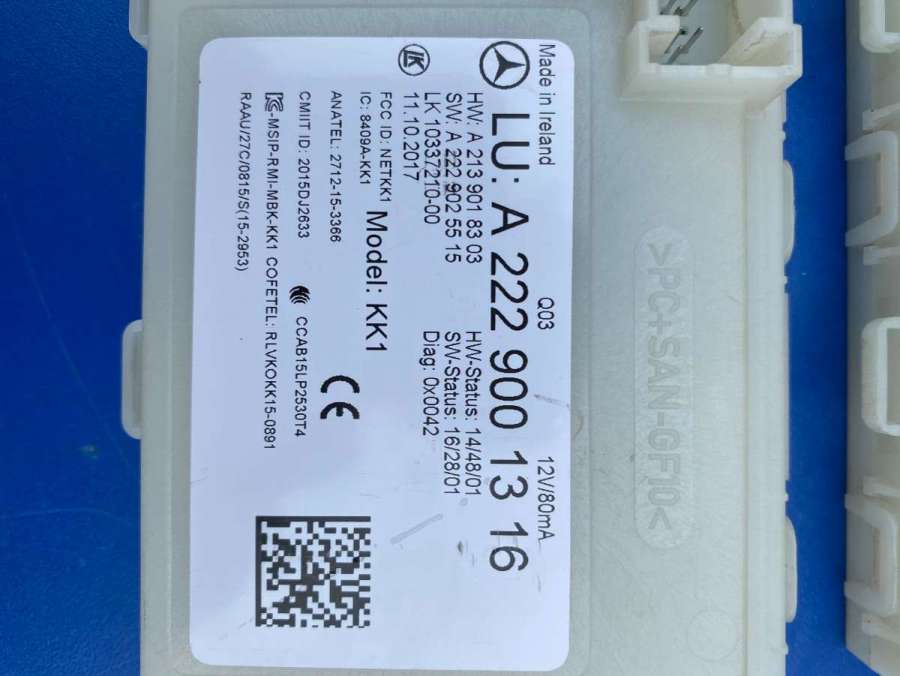 Made in Ireland Q03 12V/80mA
LU: A 222 900 13 16
HW: A 213 901 83 03 HW-Status: 14/48/01
SW: A 222 902 55 15 SW-Status: 16/28/01
LK 10337210-00 Diag: 0x0042
11.10.2017
LK
FCC ID: NETKK1 Model: KK1
IC: 8409A-KK1
ANATEL: 2712-15-3366 CE
CMIIT ID: 2015DJ2633 CCAB15LP2530T4
MSIP-RMI-MBK-KK1 COFETEL: RLVKOKK15-0891
RAAU/27C/0815/S(15-2953)
>PC+SAN-GF10<